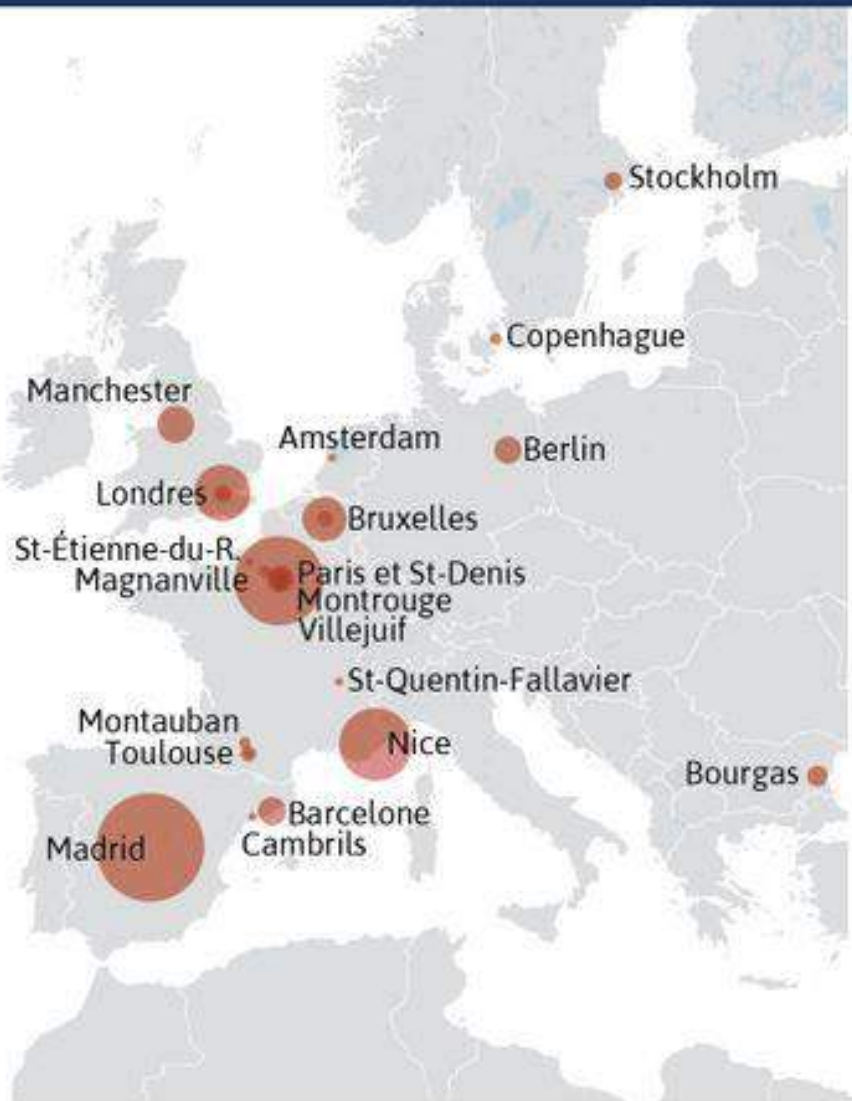 Stockholm
Copenhague
Manchester
Amsterdam
Berlin
Londres
Bruxelles
St-Étienne-du-R.
Magnanville
Paris et St-Denis
Montrouge
Villejuif
St-Quentin-Fallavier
Montauban
Toulouse
Nice
Bourgas
Barcelone
Cambrils
Madrid